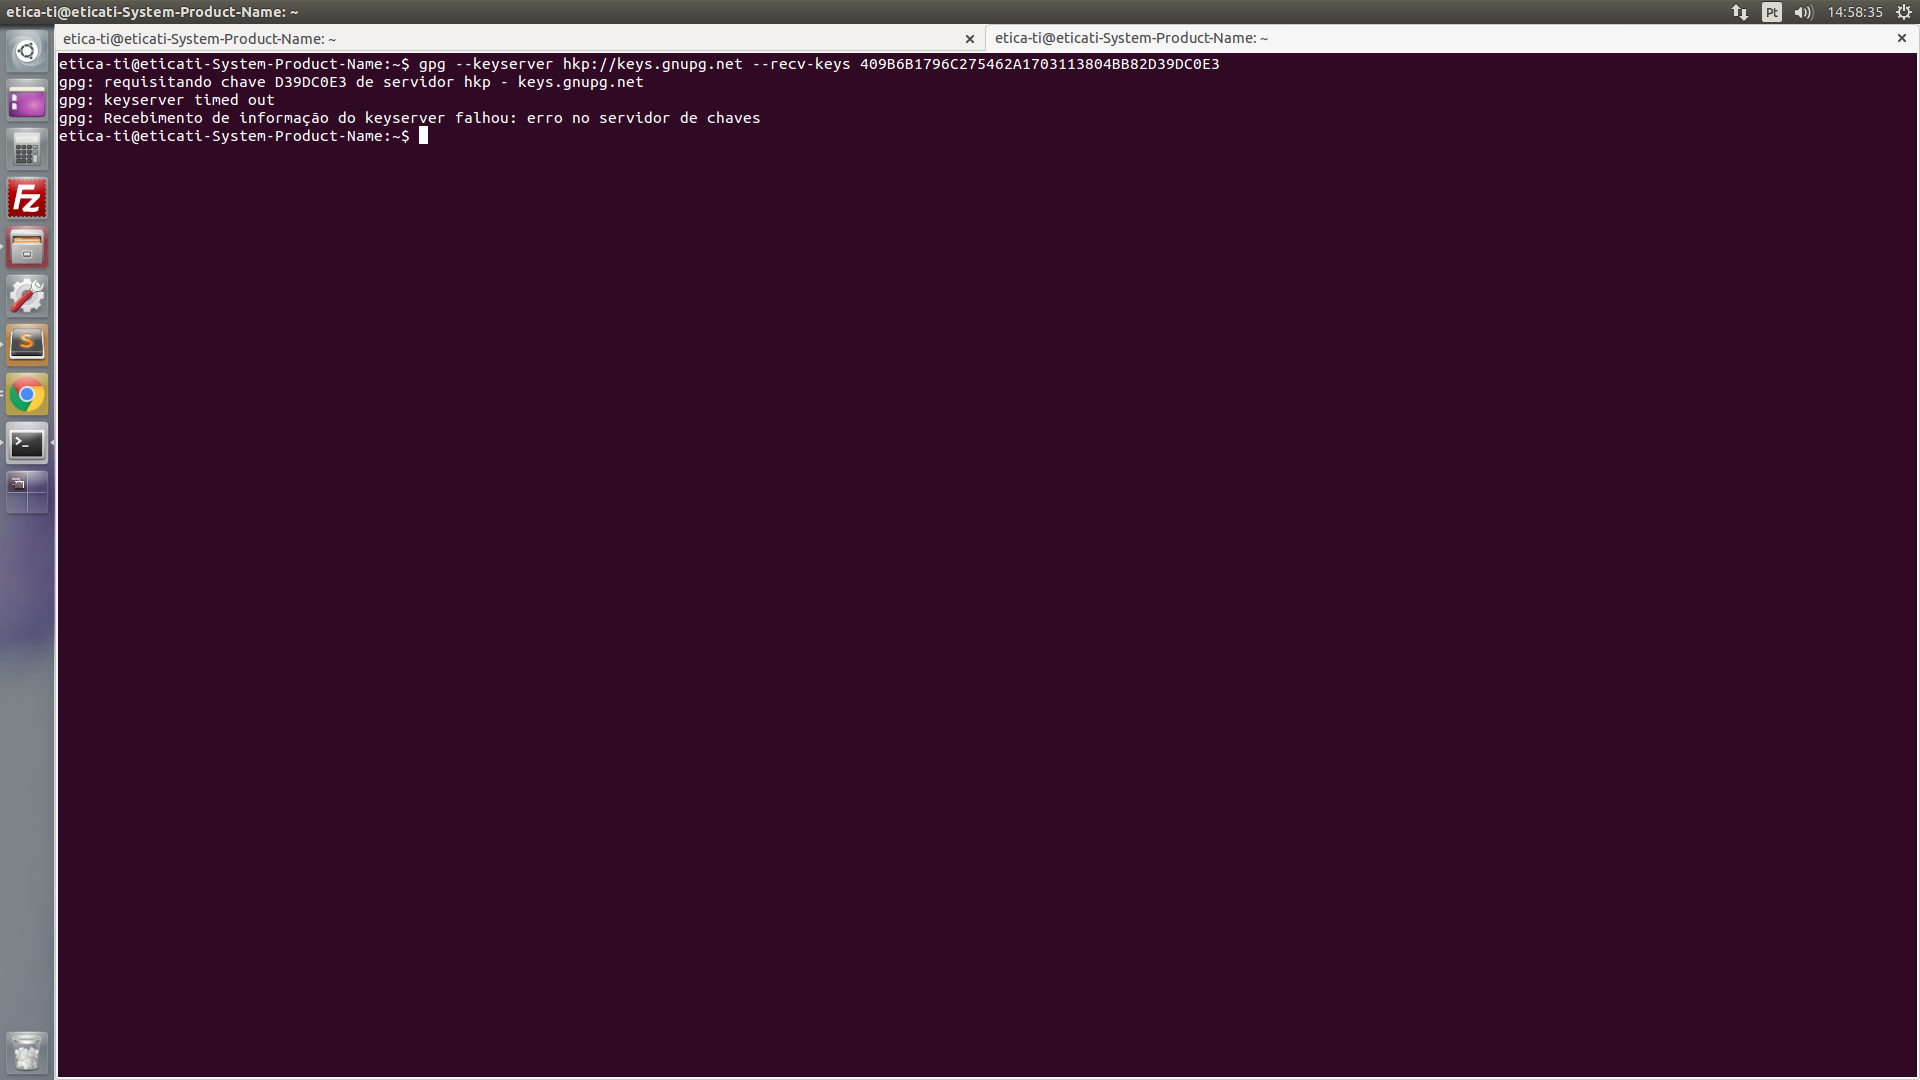 etica-ti@eticati-System-Product-Name: ~
Pt
14:58:35
etica-ti@eticati-System-Product-Name: ~
etica-ti@eticati-System-Product-Name: ~
etica-ti@eticati-System-Product-Name:~$ gpg --keyserver hkp://keys.gnupg.net --recv-keys 409B6B1796C275462A1703113804BB82D39DC0E3
gpg: requisitando chave D39DC0E3 de servidor hkp - keys.gnupg.net
gpg: keyserver timed out
gpg: Recebimento de informação do keyserver falhou: erro no servidor de chaves
etica-ti@eticati-System-Product-Name:~$
Fz
S
>_